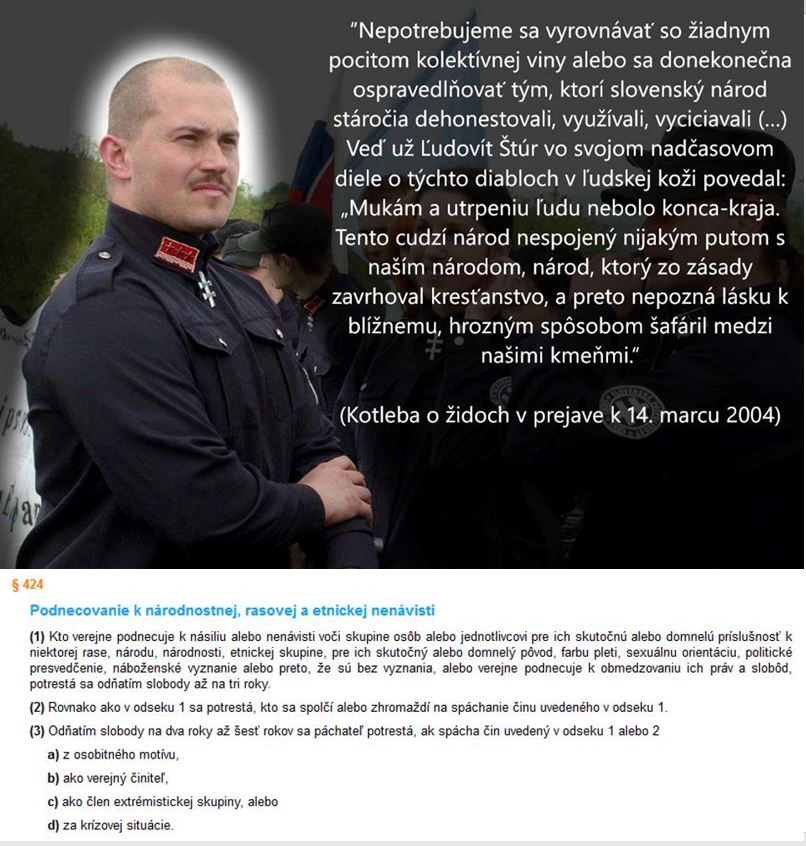 "Nepotrebujeme sa vyrovnávať so žiadnym
pocitom kolektívnej viny alebo sa donekonečna
ospravedlňovať tým, ktorí slovenský národ
stáročia dehonestovali, využívali, vyciciavali (...)
Veď už Ľudovít Štúr vo svojom nadčasovom
diele o týchto diabloch v ľudskej koži povedal:
„Mukám a utrpeniu ľudu nebolo konca-kraja.
Tento cudzí národ nespojený nijakým putom s
naším národom, národ, ktorý zo zásady
zavrhoval kresťanstvo, a preto nepozná lásku k
blížnemu, hrozným spôsobom šafáril medzi
našimi kmeňmi.“
(Kotleba o židoch v prejave k 14. marcu 2004)
§ 424
Podnecovanie k národnostnej, rasovej a etnickej nenávisti
(1) Kto verejne podnecuje k násiliu alebo nenávisti voči skupine osôb alebo jednotlivcovi pre ich skutočnú alebo domnelú príslušnosť k
niektorej rase, národu, národnosti, etnickej skupine, pre ich skutočný alebo domnelý pôvod, farbu pleti, sexuálnu orientáciu, politické
presvedčenie, náboženské vyznanie alebo preto, že sú bez vyznania, alebo verejne podnecuje k obmedzovaniu ich práv a slobôd,
potrestá sa odňatím slobody až na tri roky.
(2) Rovnako ako v odseku 1 sa potrestá, kto sa spolčí alebo zhromaždí na spáchanie činu uvedeného v odseku 1.
(3) Odňatím slobody na dva roky až šesť rokov sa páchateľ potrestá, ak spácha čin uvedený v odseku 1 alebo 2
a) z osobitného motívu,
b) ako verejný činiteľ,
c) ako člen extrémistickej skupiny, alebo
d) za krízovej situácie.